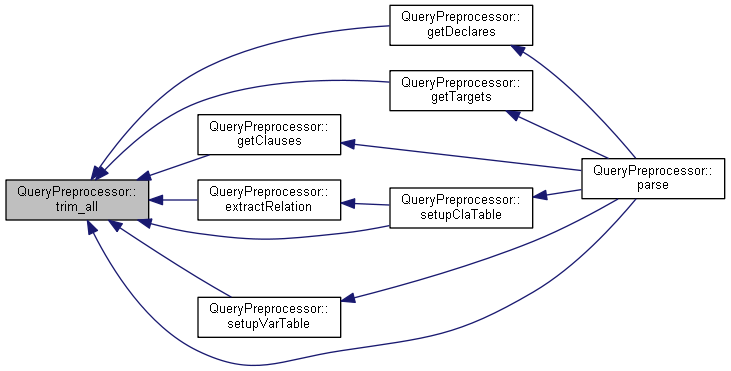 QueryPreprocessor::
getDeclares
QueryPreprocessor::
getTargets
QueryPreprocessor::
getClauses
QueryPreprocessor::
parse
QueryPreprocessor::
trim_all
QueryPreprocessor::
extractRelation
QueryPreprocessor::
setupClaTable
QueryPreprocessor::
setupVarTable